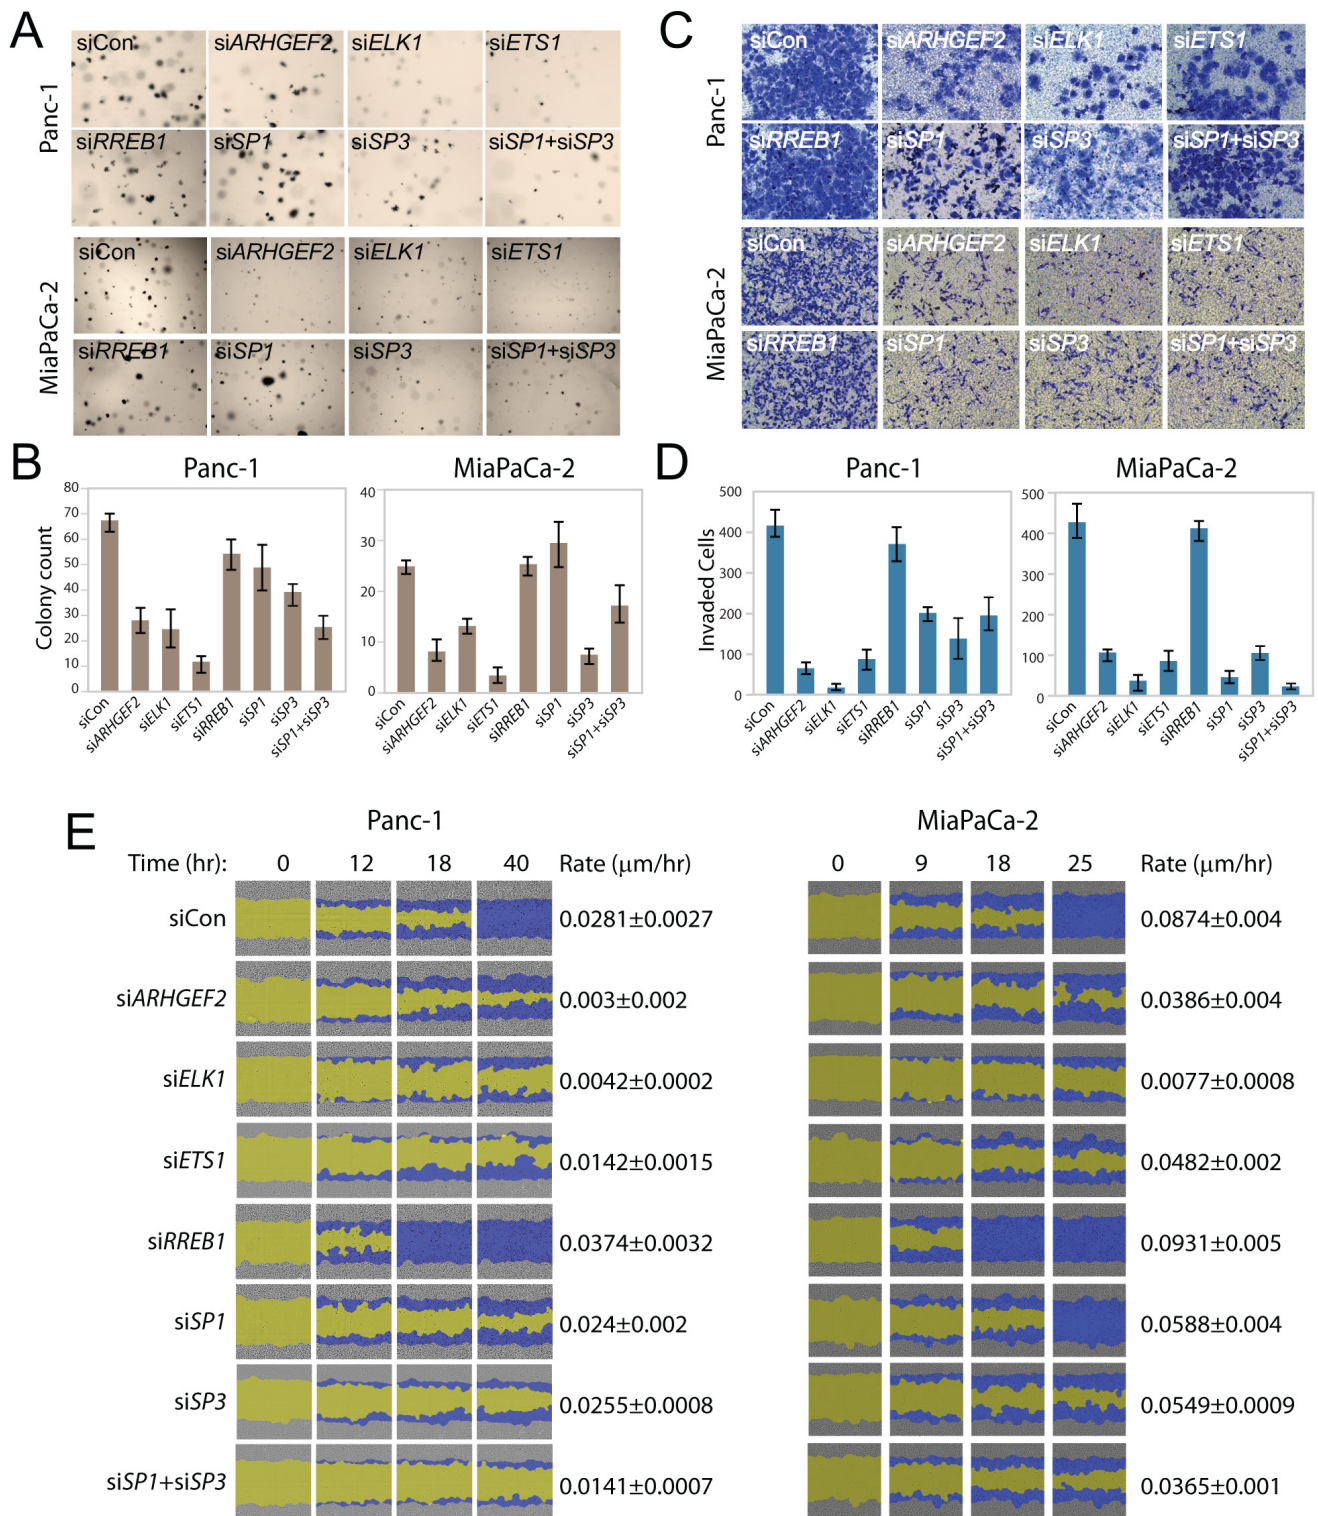 A
Panc-1
siCon
siARHGEF2
siELK1
siETS1
siRREB1
siSP1
siSP3
siSP1+siSP3
MiaPaCa-2
siCon
siARHGEF2
siELK1
siETS1
siRREB1
siSP1
siSP3
siSP1+siSP3
C
Panc-1
siCon
siARHGEF2
siELK1
siETS1
siRREB1
siSP1
siSP3
siSP1+siSP3
MiaPaCa-2
siCon
siARHGEF2
siELK1
siETS1
siRREB1
siSP1
siSP3
siSP1+siSP3
B
Panc-1
Colony count
80
70
60
50
40
30
20
10
0
siCon
siARHGEF2
siELK1
siETS1
siRREB1
siSP1
siSP3
siSP1+siSP3
MiaPaCa-2
40
30
20
10
0
siCon
siARHGEF2
siELK1
siETS1
siRREB1
siSP1
siSP3
siSP1+siSP3
D
Panc-1
Invaded Cells
500
400
300
200
100
0
siCon
siARHGEF2
siELK1
siETS1
siRREB1
siSP1
siSP3
siSP1+siSP3
MiaPaCa-2
500
400
300
200
100
0
siCon
siARHGEF2
siELK1
siETS1
siRREB1
siSP1
siSP3
siSP1+siSP3
E
Panc-1
MiaPaCa-2
Time (hr): 0 12 18 40 Rate (μm/hr) 0 9 18 25 Rate (μm/hr)
siCon 0.0281±0.0027 0.0874±0.004
siARHGEF2 0.003±0.002 0.0386±0.004
siELK1 0.0042±0.0002 0.0077±0.0008
siETS1 0.0142±0.0015 0.0482±0.002
siRREB1 0.0374±0.0032 0.0931±0.005
siSP1 0.024±0.002 0.0588±0.004
siSP3 0.0255±0.0008 0.0549±0.0009
siSP1+siSP3 0.0141±0.0007 0.0365±0.001